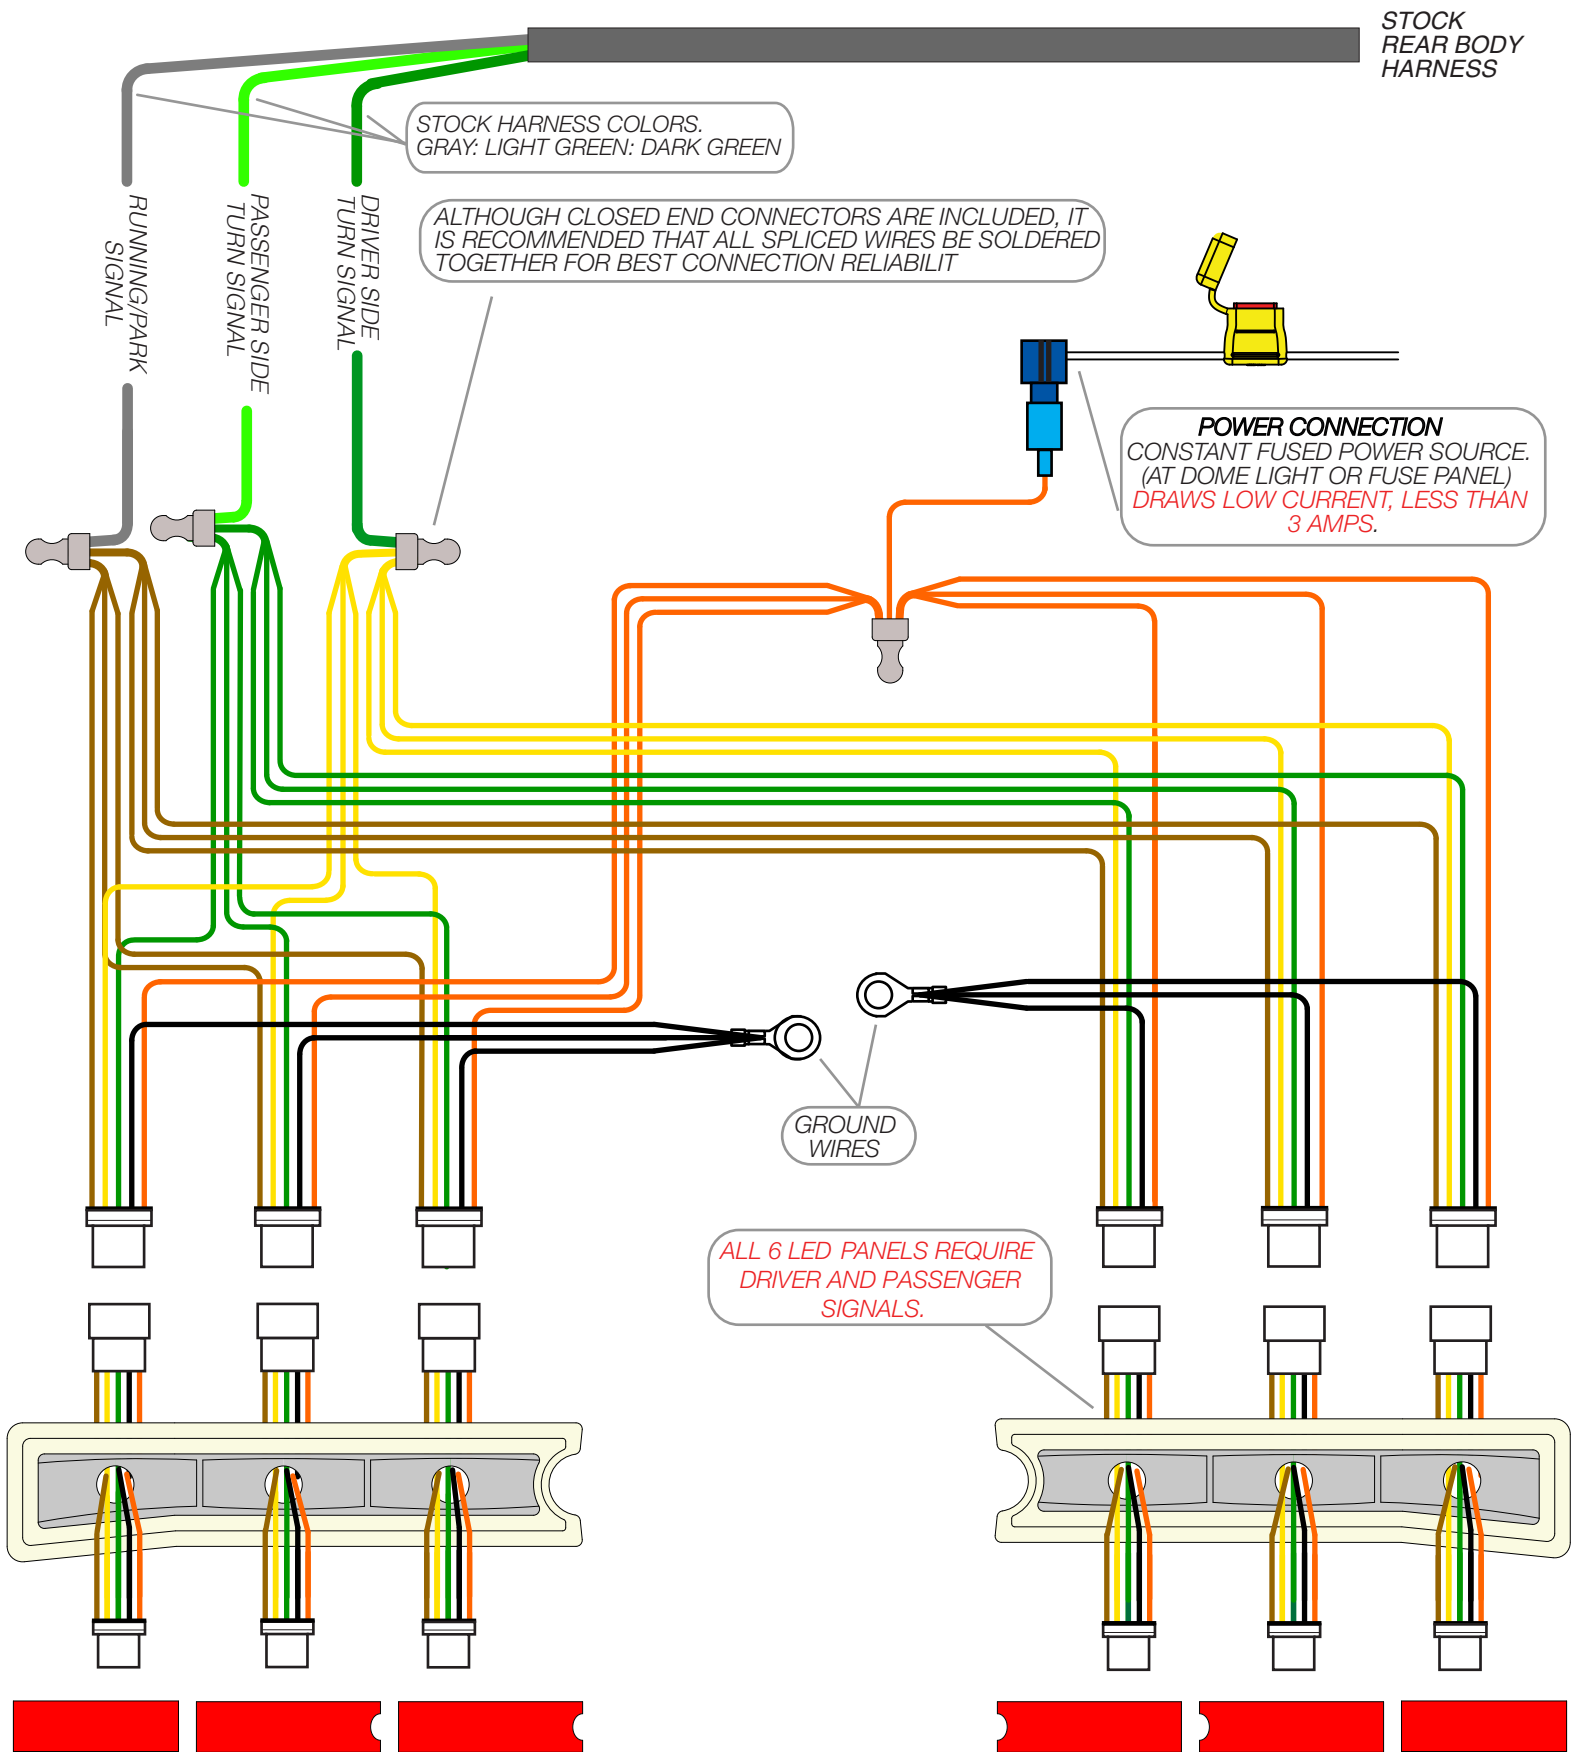 STOCK
REAR BODY
HARNESS
STOCK HARNESS COLORS.
GRAY: LIGHT GREEN: DARK GREEN
RUNNING/PARK
SIGNAL
PASSENGER SIDE
TURN SIGNAL
DRIVER SIDE
TURN SIGNAL
ALTHOUGH CLOSED END CONNECTORS ARE INCLUDED, IT
IS RECOMMENDED THAT ALL SPLICED WIRES BE SOLDERED
TOGETHER FOR BEST CONNECTION RELIABILIT
POWER CONNECTION
CONSTANT FUSED POWER SOURCE.
(AT DOME LIGHT OR FUSE PANEL)
DRAWS LOW CURRENT, LESS THAN
3 AMPS.
GROUND
WIRES
ALL 6 LED PANELS REQUIRE
DRIVER AND PASSENGER
SIGNALS.